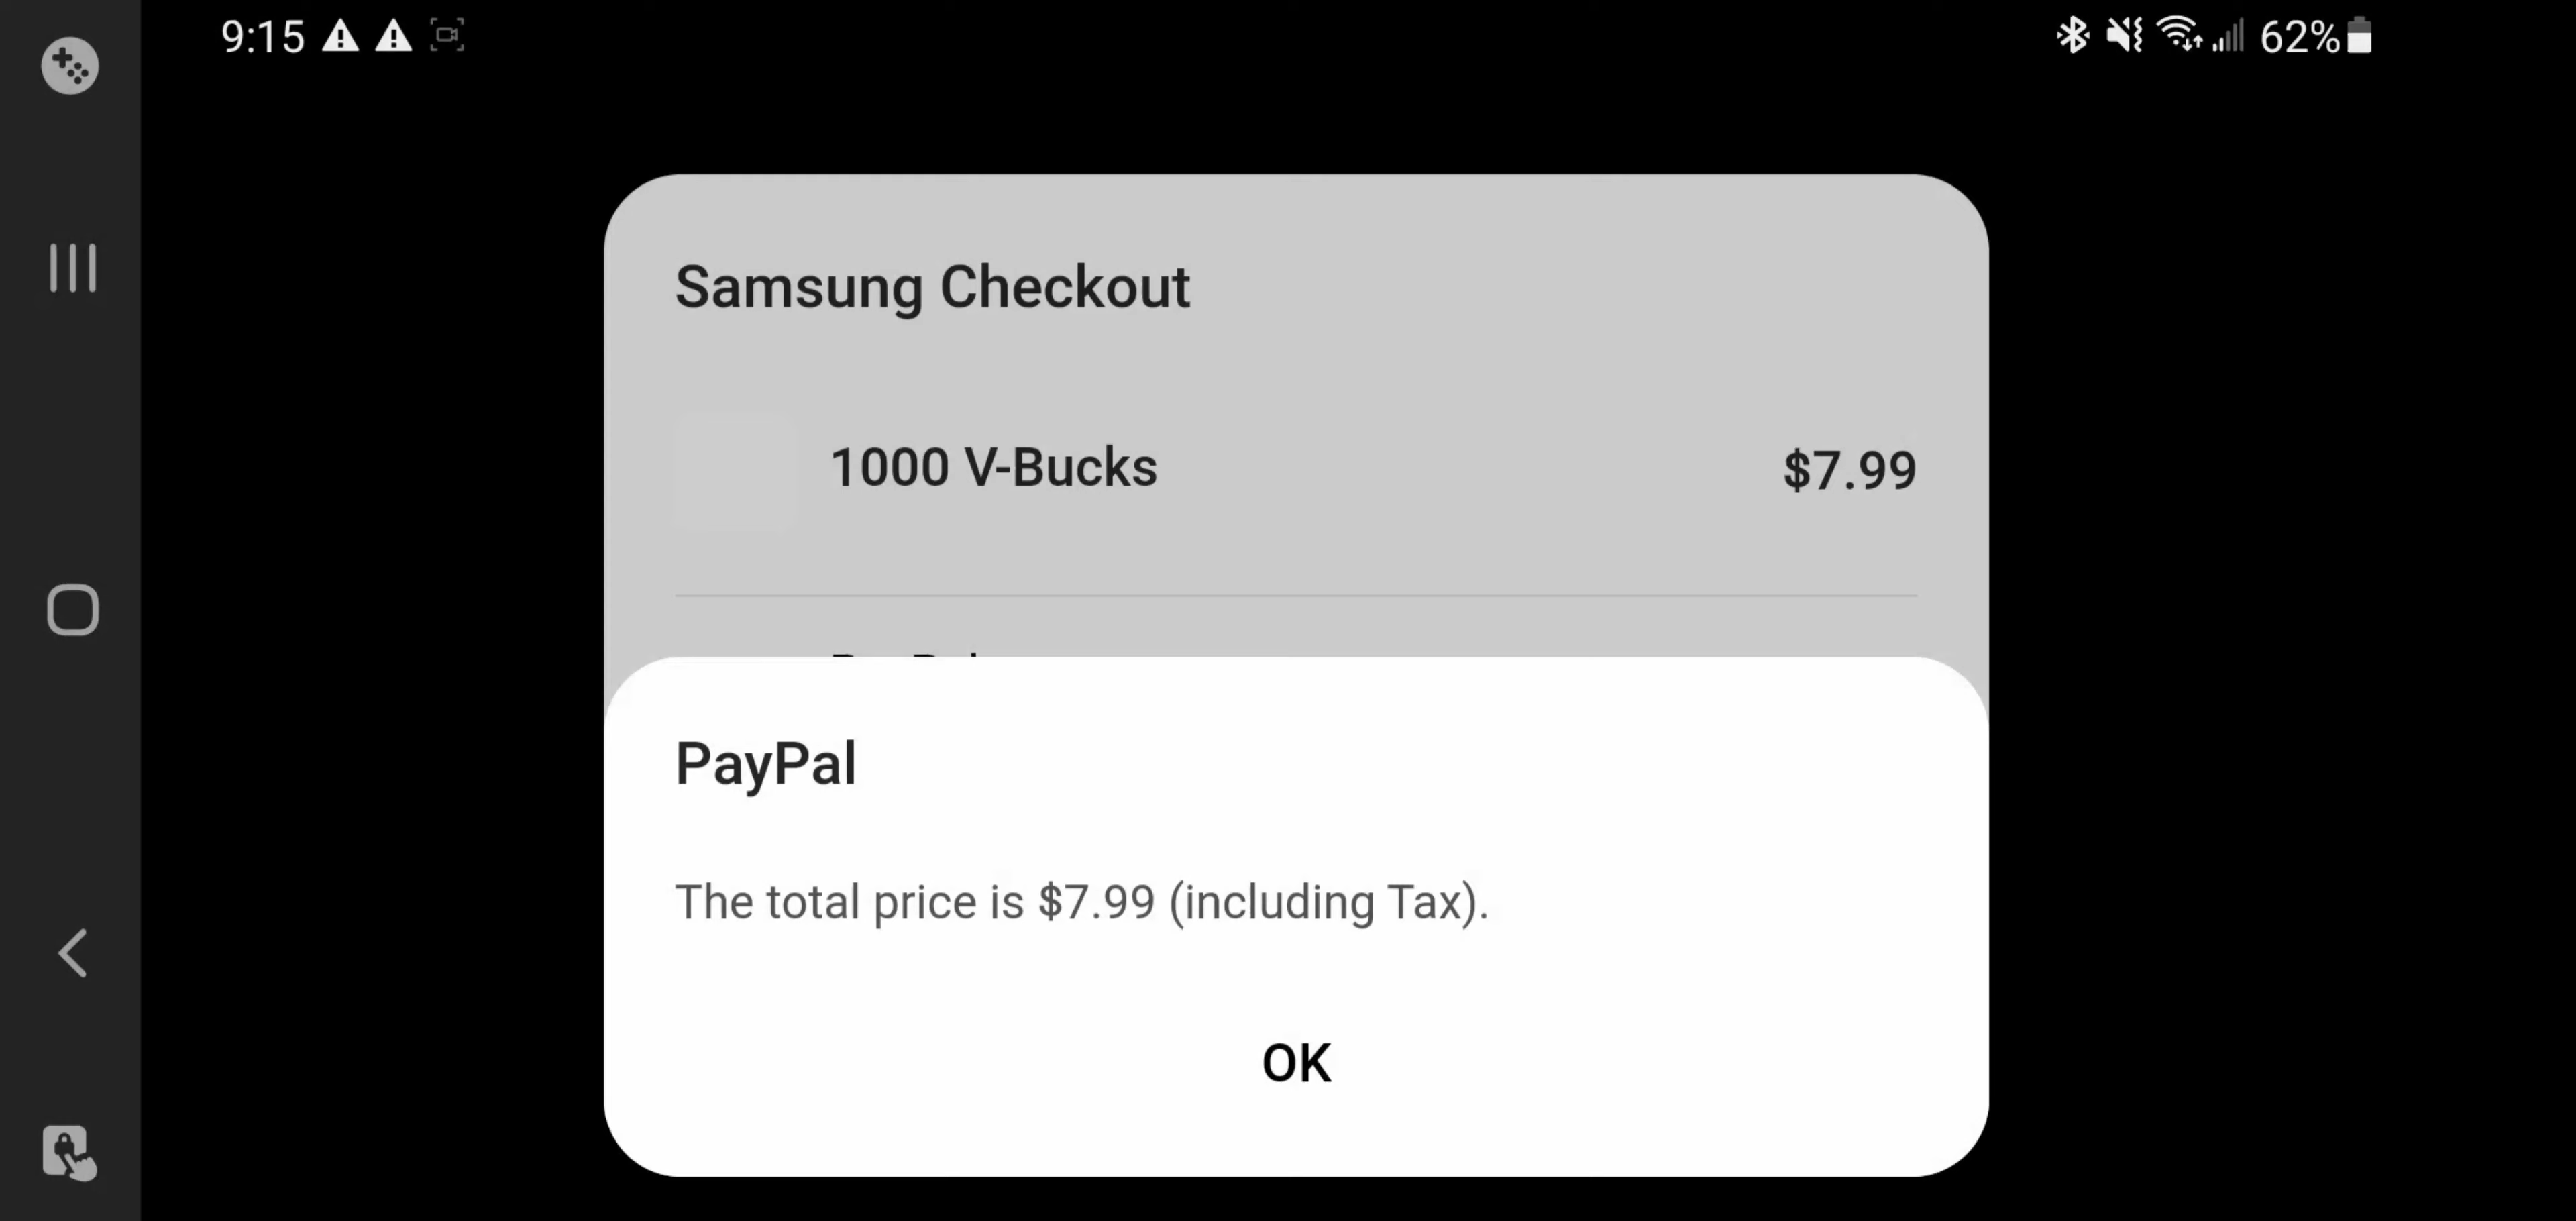 9:15
62%
Samsung Checkout
1000 V-Bucks $7.99
PayPal
The total price is $7.99 (including Tax).
OK